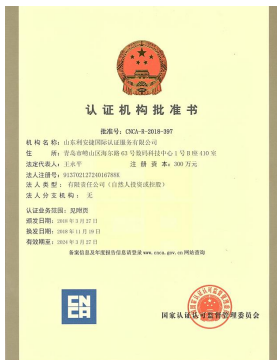 认证机构批准书
批准号：CNCA-R-2018-397
机构名称：山东利安捷国际认证服务有限公司
住所：青岛市崂山区海尔路63号数码科技中心1号B座410室
法定代表人：王永平 注册资本：300万元
法人注册号：91370212724016788K
法人类型：有限责任公司（自然人投资或控股）
法人分支机构：无
认证业务范围：见附页
颁发日期：2018年3月27日
换发日期：2018年11月19日
有效期至：2024年3月27日
备案信息及年度报告信息请登录www.cnca.gov.cn网站查询
CNCA
国家认证认可监督管理委员会